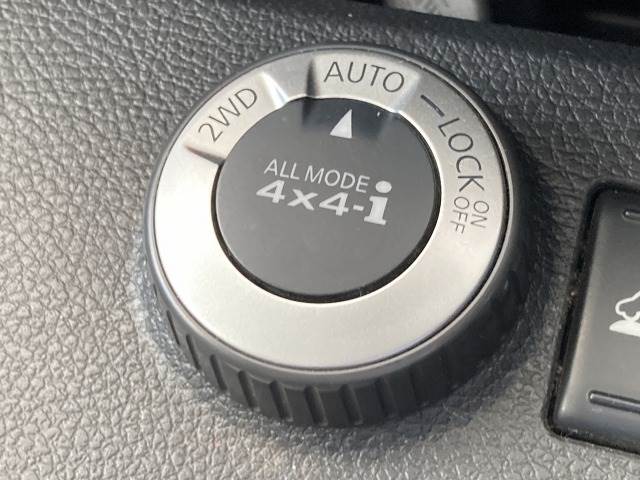 2WD
AUTO
LOCK
ON
OFF
ALL MODE
4x4-i